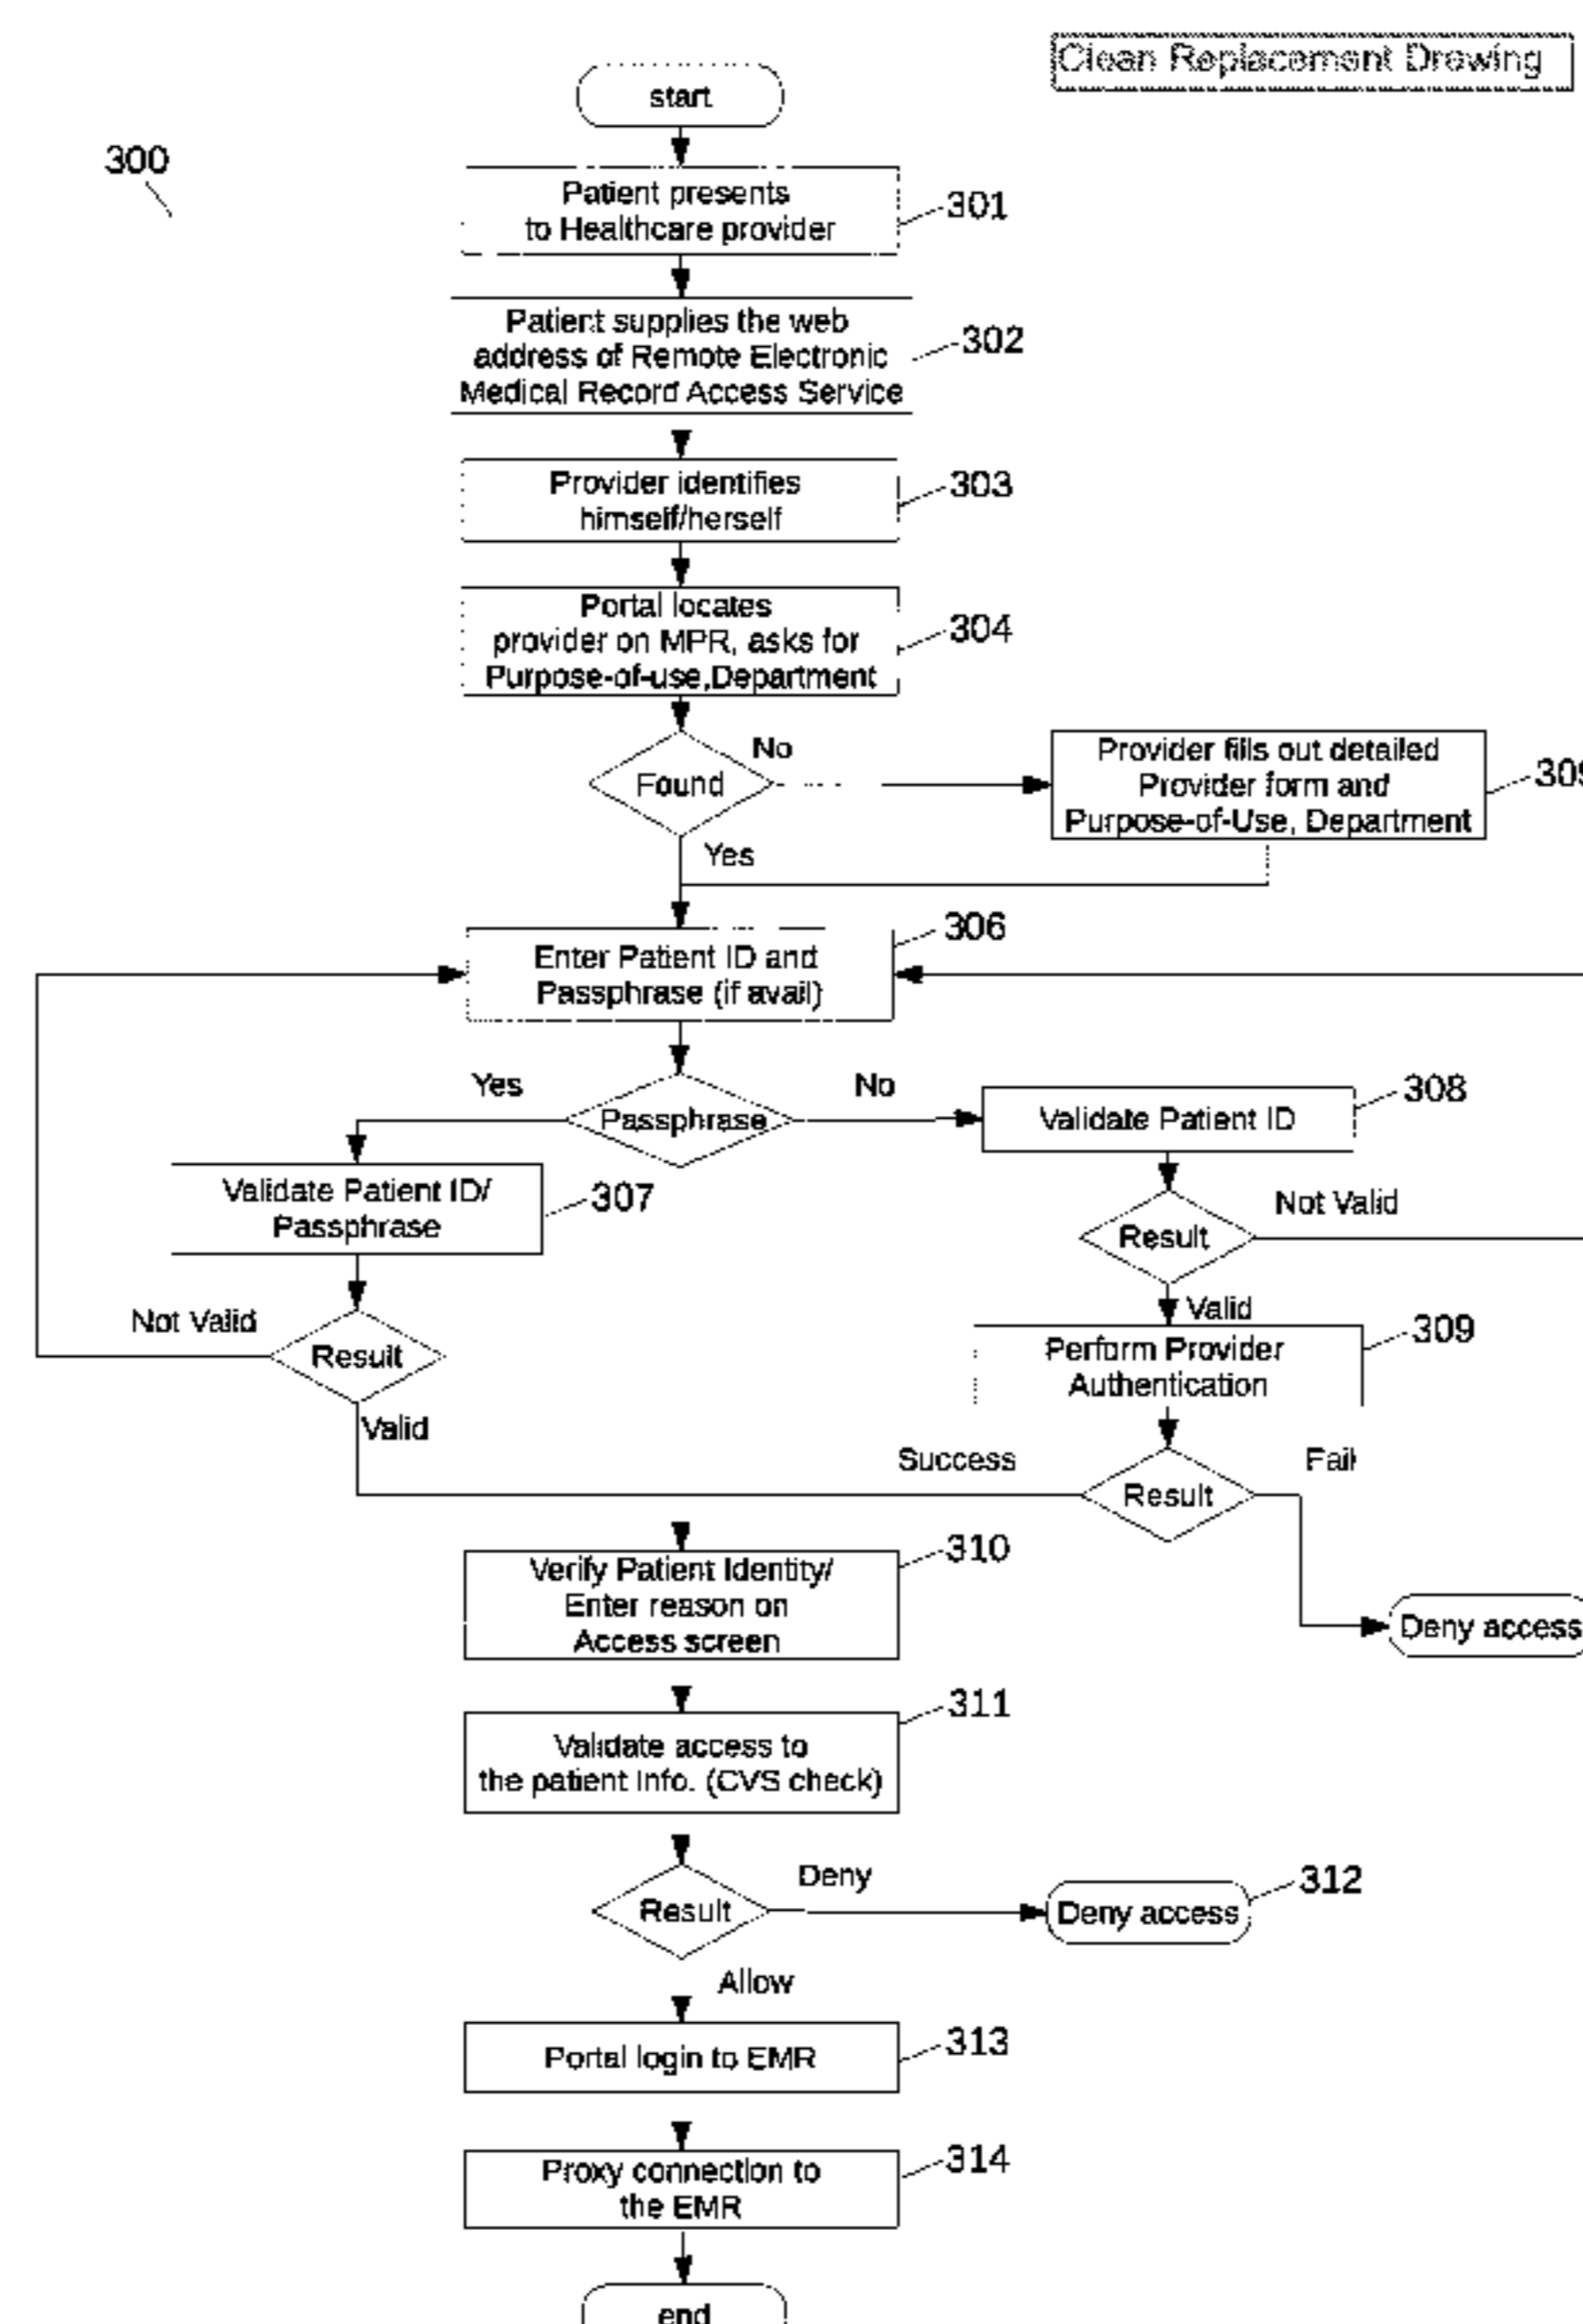 Clean Replacement Drawing
start
300
Patient presents
to Healthcare provider
301
Patient supplies the web
address of Remote Electronic
Medical Record Access Service
302
Provider identifies
himself/herself
303
Portal locates
provider on MPR, asks for
Purpose-of-use,Department
304
Found
No
Provider fills out detailed
Provider form and
Purpose-of-Use, Department
Yes
Enter Patient ID and
Passphrase (if avail)
306
Yes
Passphrase
No
Validate Patient ID
308
Validate Patient ID/
Passphrase
307
Result
Not Valid
Valid
Not Valid
Result
Valid
Perform Provider
Authentication
309
Success
Result
Fail
Verify Patient Identity/
Enter reason on
Access screen
310
Deny access
Validate access to
the patient Info. (CVS check)
311
Result
Deny
Deny access
312
Allow
Portal login to EMR
313
Proxy connection to
the EMR
314
end